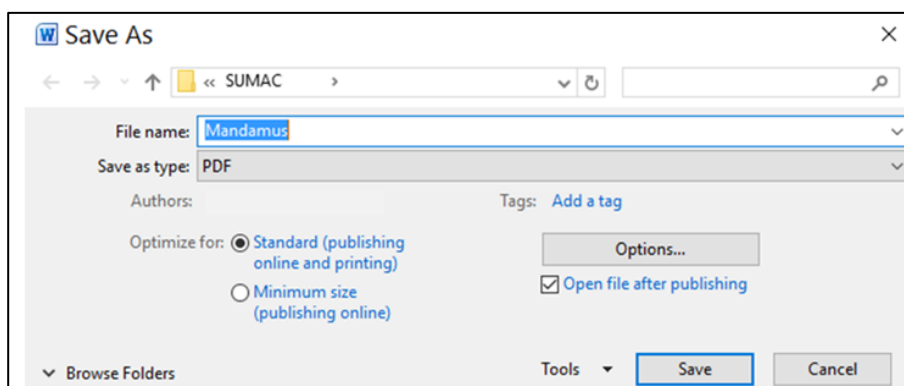 W Save As
« SUMAC >
File name: Mandamus
Save as type: PDF
Authors: Tags: Add a tag
Optimize for: Standard (publishing
online and printing) Options...
Open file after publishing
Minimum size
(publishing online)
Browse Folders Tools Save Cancel